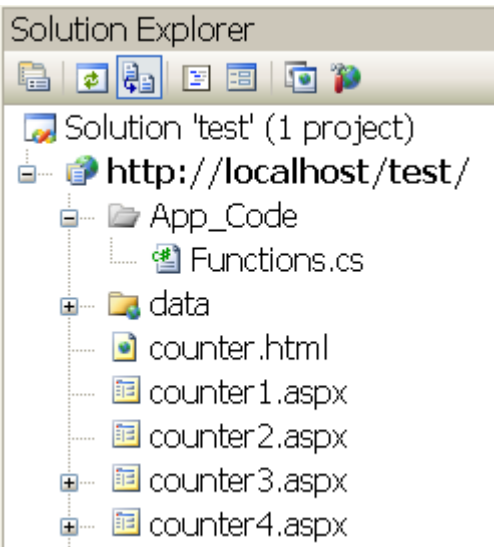 Solution Explorer
Solution 'test' (1 project)
http://localhost/test/
App_Code
Functions.cs
data
counter.html
counter1.aspx
counter2.aspx
counter3.aspx
counter4.aspx